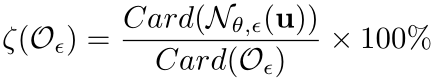 ζ(𝒪_ϵ) = Card(𝒩_{θ,ϵ}(𝐮)) / Card(𝒪_ϵ) × 100%